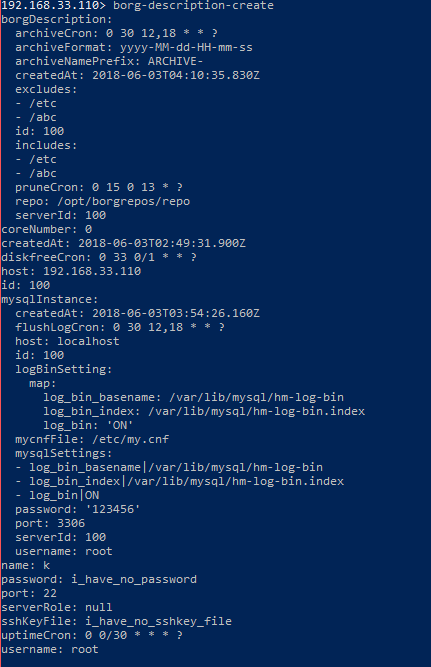 192.168.33.110> borg-description-create
borgDescription:
  archiveCron: 0 30 12,18 * * ?
  archiveFormat: yyyy-MM-dd-HH-mm-ss
  archiveNamePrefix: ARCHIVE-
  createdAt: 2018-06-03T04:10:35.830Z
  excludes:
  - /etc
  - /abc
  id: 100
  includes:
  - /etc
  - /abc
  pruneCron: 0 15 0 13 * ?
  repo: /opt/borgrepos/repo
  serverId: 100
coreNumber: 0
createdAt: 2018-06-03T02:49:31.900Z
diskfreeCron: 0 33 0/1 * * ?
host: 192.168.33.110
id: 100
mysqlInstance:
  createdAt: 2018-06-03T03:54:26.160Z
  flushLogCron: 0 30 12,18 * * ?
  host: localhost
  id: 100
  logBinSetting:
    map:
      log_bin_basename: /var/lib/mysql/hm-log-bin
      log_bin_index: /var/lib/mysql/hm-log-bin.index
      log_bin: 'ON'
  mycnfFile: /etc/my.cnf
  mysqlSettings:
  - log_bin_basename|/var/lib/mysql/hm-log-bin
  - log_bin_index|/var/lib/mysql/hm-log-bin.index
  - log_bin|ON
  password: '123456'
  port: 3306
  serverId: 100
  username: root
name: k
password: i_have_no_password
port: 22
serverRole: null
sshKeyFile: i_have_no_sshkey_file
uptimeCron: 0 0/30 * * * ?
username: root